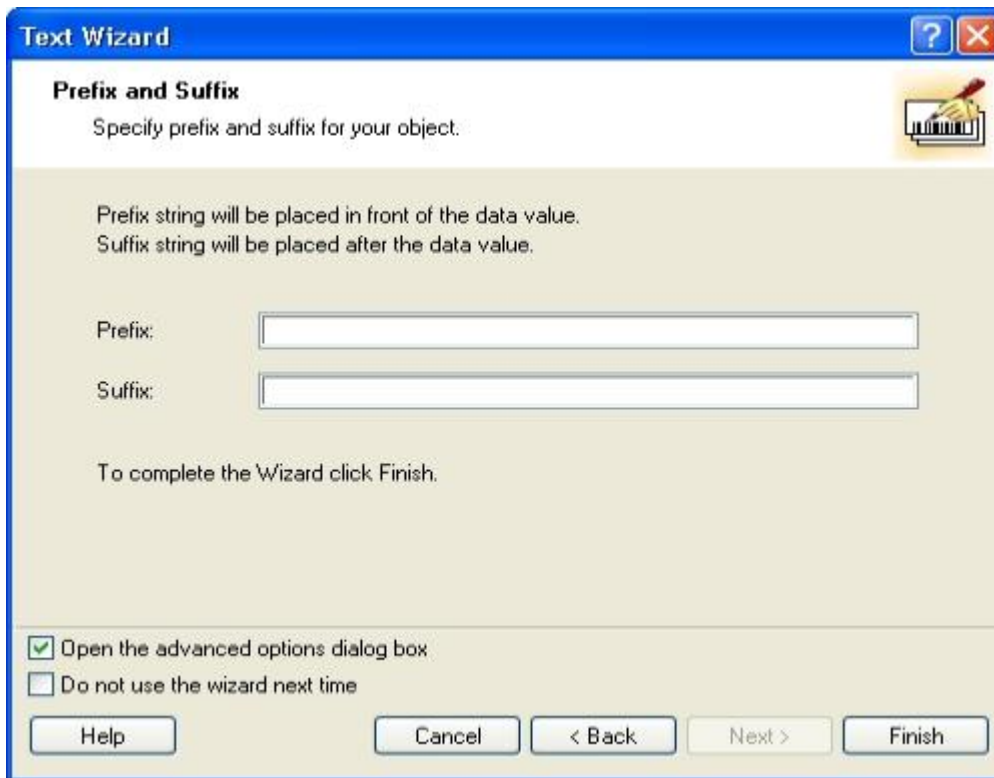 Text Wizard
Prefix and Suffix
Specify prefix and suffix for your object.
Prefix string will be placed in front of the data value.
Suffix string will be placed after the data value.
Prefix:
Suffix:
To complete the Wizard click Finish.
Open the advanced options dialog box
Do not use the wizard next time
Help Cancel < Back Next > Finish